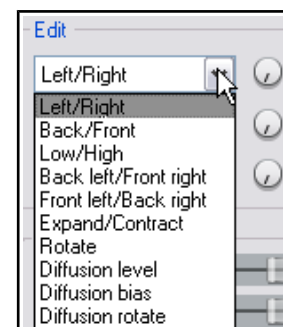 Edit
Left/Right
Left/Right
Back/Front
Low/High
Back left/Front right
Front left/Back right
Expand/Contract
Rotate
Diffusion level
Diffusion bias
Diffusion rotate